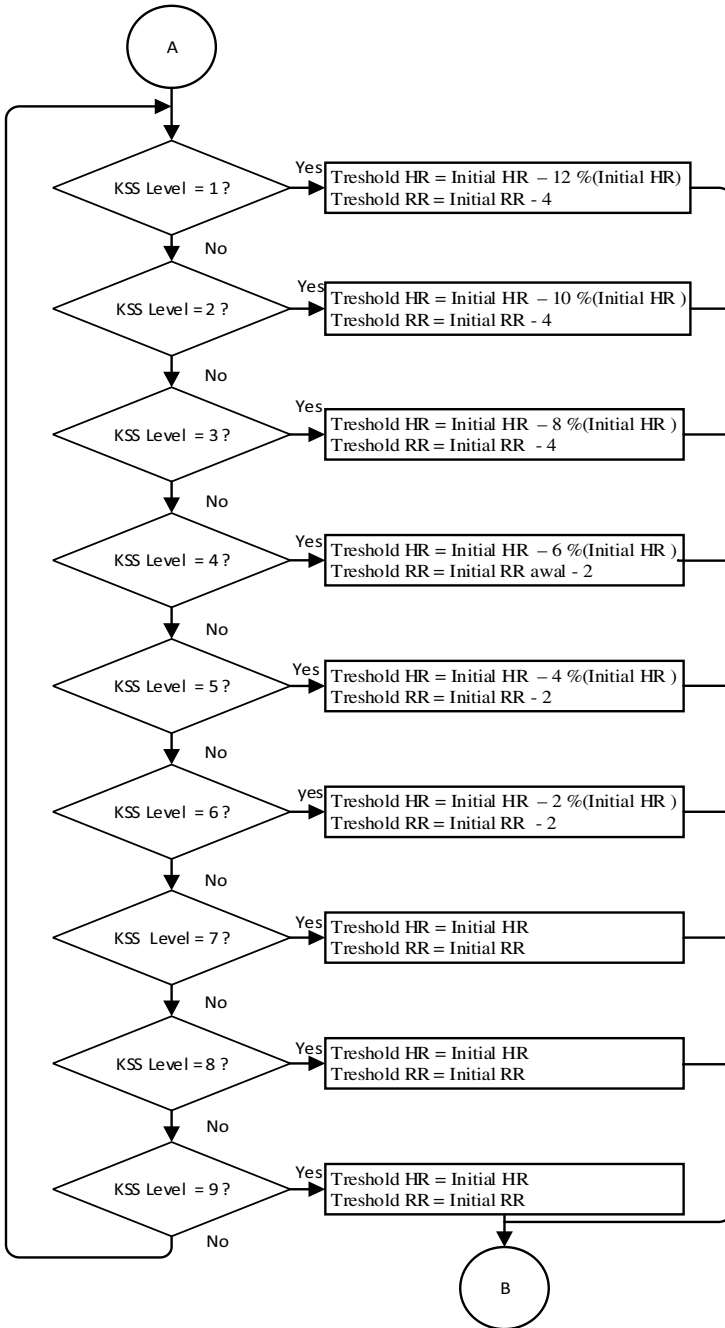 A
KSS Level = 1 ?
Yes
Treshold HR = Initial HR – 12 %(Initial HR)
Treshold RR = Initial RR - 4
No
KSS Level = 2 ?
Yes
Treshold HR = Initial HR – 10 %(Initial HR )
Treshold RR = Initial RR - 4
No
KSS Level = 3 ?
Yes
Treshold HR = Initial HR – 8 %(Initial HR )
Treshold RR = Initial RR - 4
No
KSS Level = 4 ?
Yes
Treshold HR = Initial HR – 6 %(Initial HR )
Treshold RR = Initial RR awal - 2
No
KSS Level = 5 ?
Yes
Treshold HR = Initial HR – 4 %(Initial HR )
Treshold RR = Initial RR - 2
No
KSS Level = 6 ?
yes
Treshold HR = Initial HR – 2 %(Initial HR )
Treshold RR = Initial RR - 2
No
KSS Level = 7 ?
Yes
Treshold HR = Initial HR
Treshold RR = Initial RR
No
KSS Level = 8 ?
Yes
Treshold HR = Initial HR
Treshold RR = Initial RR
No
KSS Level = 9 ?
Yes
Treshold HR = Initial HR
Treshold RR = Initial RR
No
B